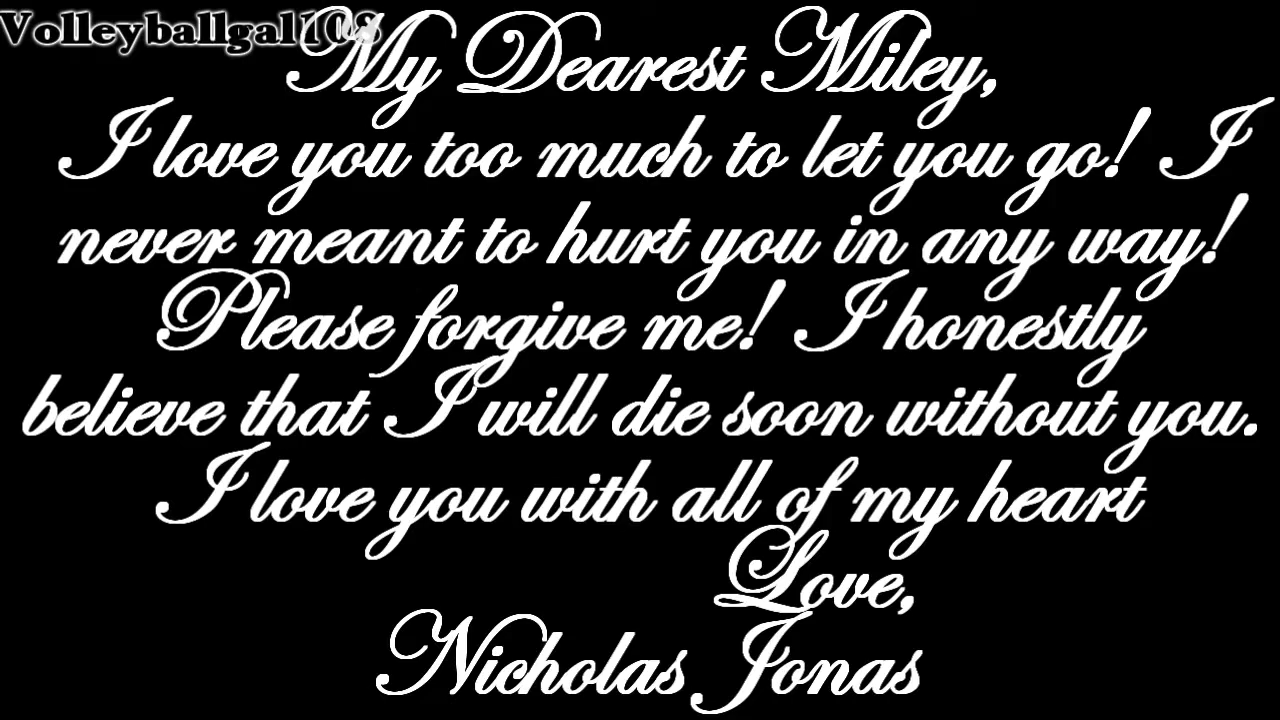 Volleyballgal108
My Dearest Miley,
I love you too much to let you go! I
never meant to hurt you in any way!
Please forgive me! I honestly
believe that I will die soon without you.
I love you with all of my heart
Love,
Nicholas Jonas